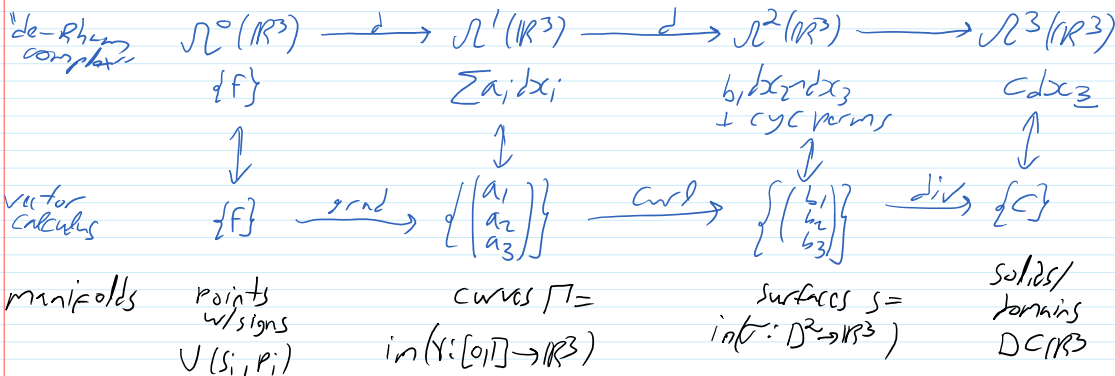 "de-Rham complex" Ω⁰(ℝ³) —d→ Ω¹(ℝ³) —d→ Ω²(ℝ³) → Ω³(ℝ³)
{f} ∑aᵢdxᵢ b₁dx₂∧dx₃ Cdx₃
+ cyc perms
↕ ↕ ↕ ↕
vector calculus {f} —grad→ {(a₁ a₂ a₃)} —curl→ {(b₁ b₂ b₃)} —div→ {C}
manifolds points w/signs curves Γ= surfaces S= solids/ domains
∪(sᵢ,pᵢ) im(γ:[0,1]→ℝ³) im(σ:D²→ℝ³) D⊂ℝ³